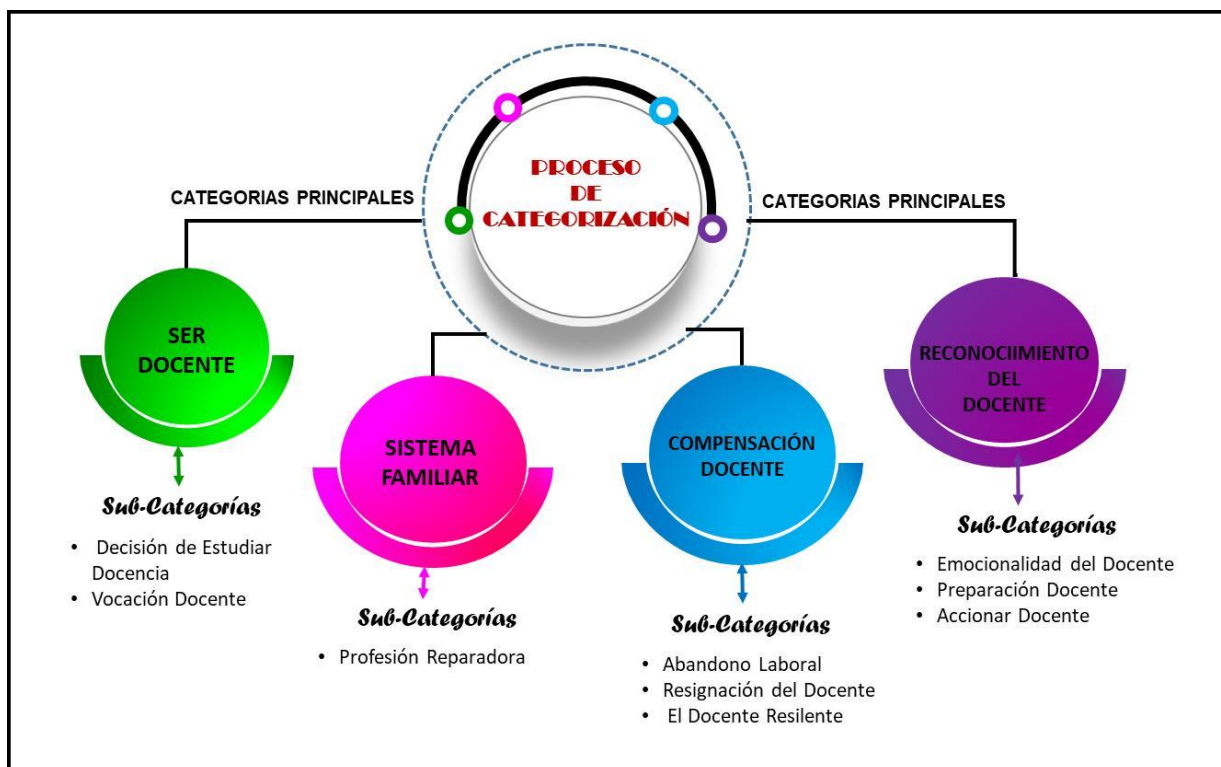 PROCESO
DE
CATEGORIZACIÓN
CATEGORIAS PRINCIPALES
CATEGORIAS PRINCIPALES
SER
DOCENTE
Sub-Categorías
• Decisión de Estudiar
Docencia
• Vocación Docente
SISTEMA
FAMILIAR
Sub-Categorías
• Profesión Reparadora
COMPENSACIÓN
DOCENTE
Sub-Categorías
• Abandono Laboral
• Resignación del Docente
• El Docente Resilente
RECONOCIIMIENTO
DEL
DOCENTE
Sub-Categorías
• Emocionalidad del Docente
• Preparación Docente
• Accionar Docente